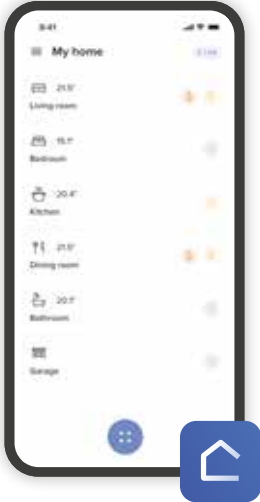 9:41
My home
21.5°
Living room
15.1°
Bedroom
20.4°
Kitchen
21.5°
Dining room
20.1°
Bathroom
Garage